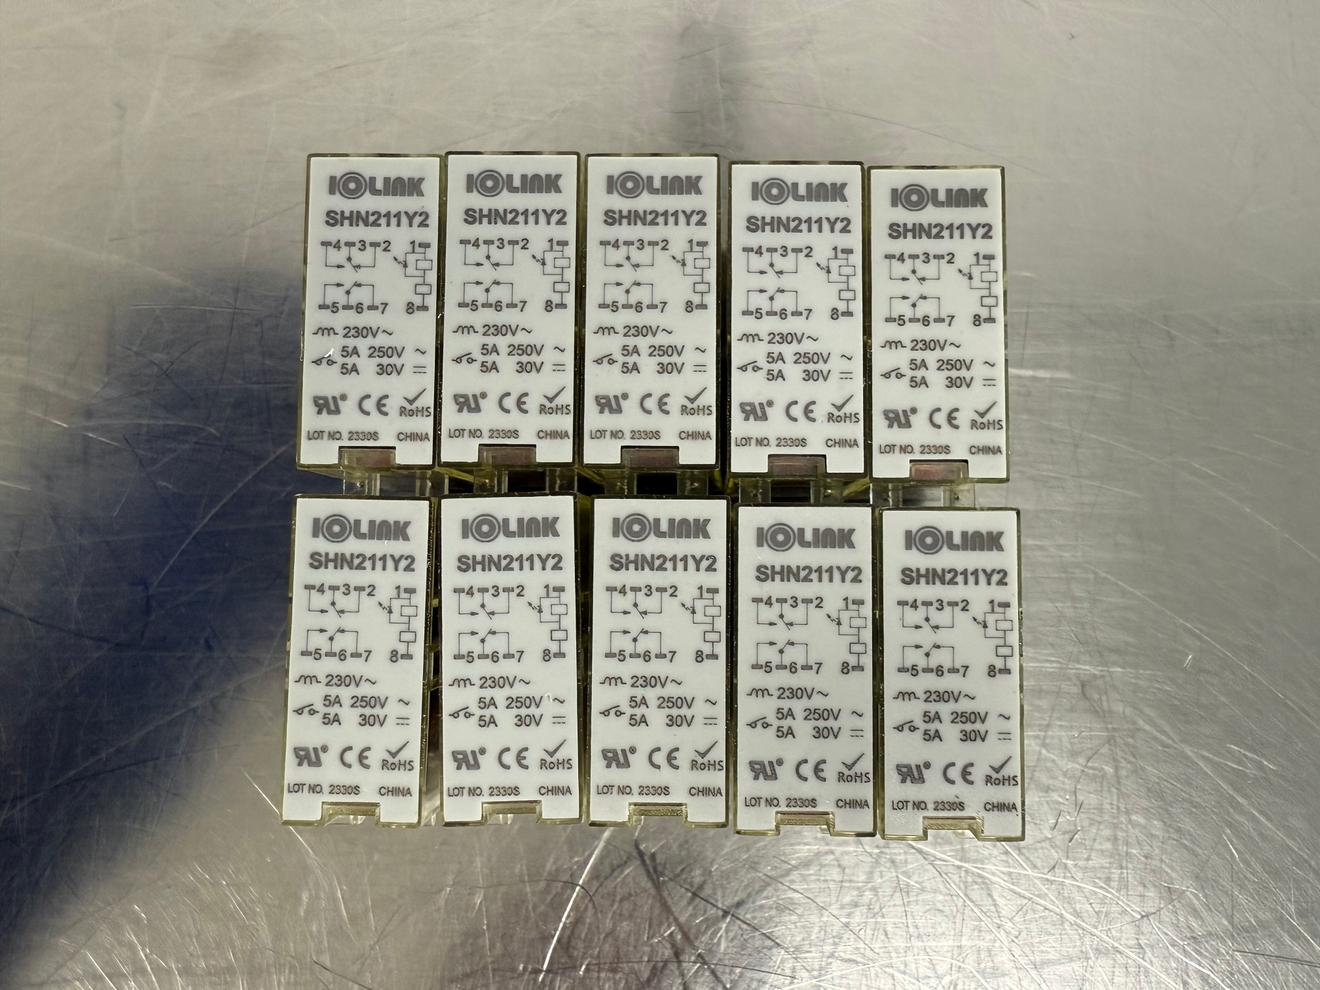 IOLINK
SHN211Y2
4 3 2 1
5 6 7 8
230V~
5A 250V ~
5A 30V ⎓
RU® CE ✓RoHS
LOT NO. 2330S CHINA
IOLINK
SHN211Y2
4 3 2 1
5 6 7 8
230V~
5A 250V ~
5A 30V ⎓
RU® CE ✓RoHS
LOT NO. 2330S CHINA
IOLINK
SHN211Y2
4 3 2 1
5 6 7 8
230V~
5A 250V ~
5A 30V ⎓
RU® CE ✓RoHS
LOT NO. 2330S CHINA
IOLINK
SHN211Y2
4 3 2 1
5 6 7 8
230V~
5A 250V ~
5A 30V ⎓
RU® CE ✓RoHS
LOT NO. 2330S CHINA
IOLINK
SHN211Y2
4 3 2 1
5 6 7 8
230V~
5A 250V ~
5A 30V ⎓
RU® CE ✓RoHS
LOT NO. 2330S CHINA
IOLINK
SHN211Y2
4 3 2 1
5 6 7 8
230V~
5A 250V ~
5A 30V ⎓
RU® CE ✓RoHS
LOT NO. 2330S CHINA
IOLINK
SHN211Y2
4 3 2 1
5 6 7 8
230V~
5A 250V ~
5A 30V ⎓
RU® CE ✓RoHS
LOT NO. 2330S CHINA
IOLINK
SHN211Y2
4 3 2 1
5 6 7 8
230V~
5A 250V ~
5A 30V ⎓
RU® CE ✓RoHS
LOT NO. 2330S CHINA
IOLINK
SHN211Y2
4 3 2 1
5 6 7 8
230V~
5A 250V ~
5A 30V ⎓
RU® CE ✓RoHS
LOT NO. 2330S CHINA
IOLINK
SHN211Y2
4 3 2 1
5 6 7 8
230V~
5A 250V ~
5A 30V ⎓
RU® CE ✓RoHS
LOT NO. 2330S CHINA